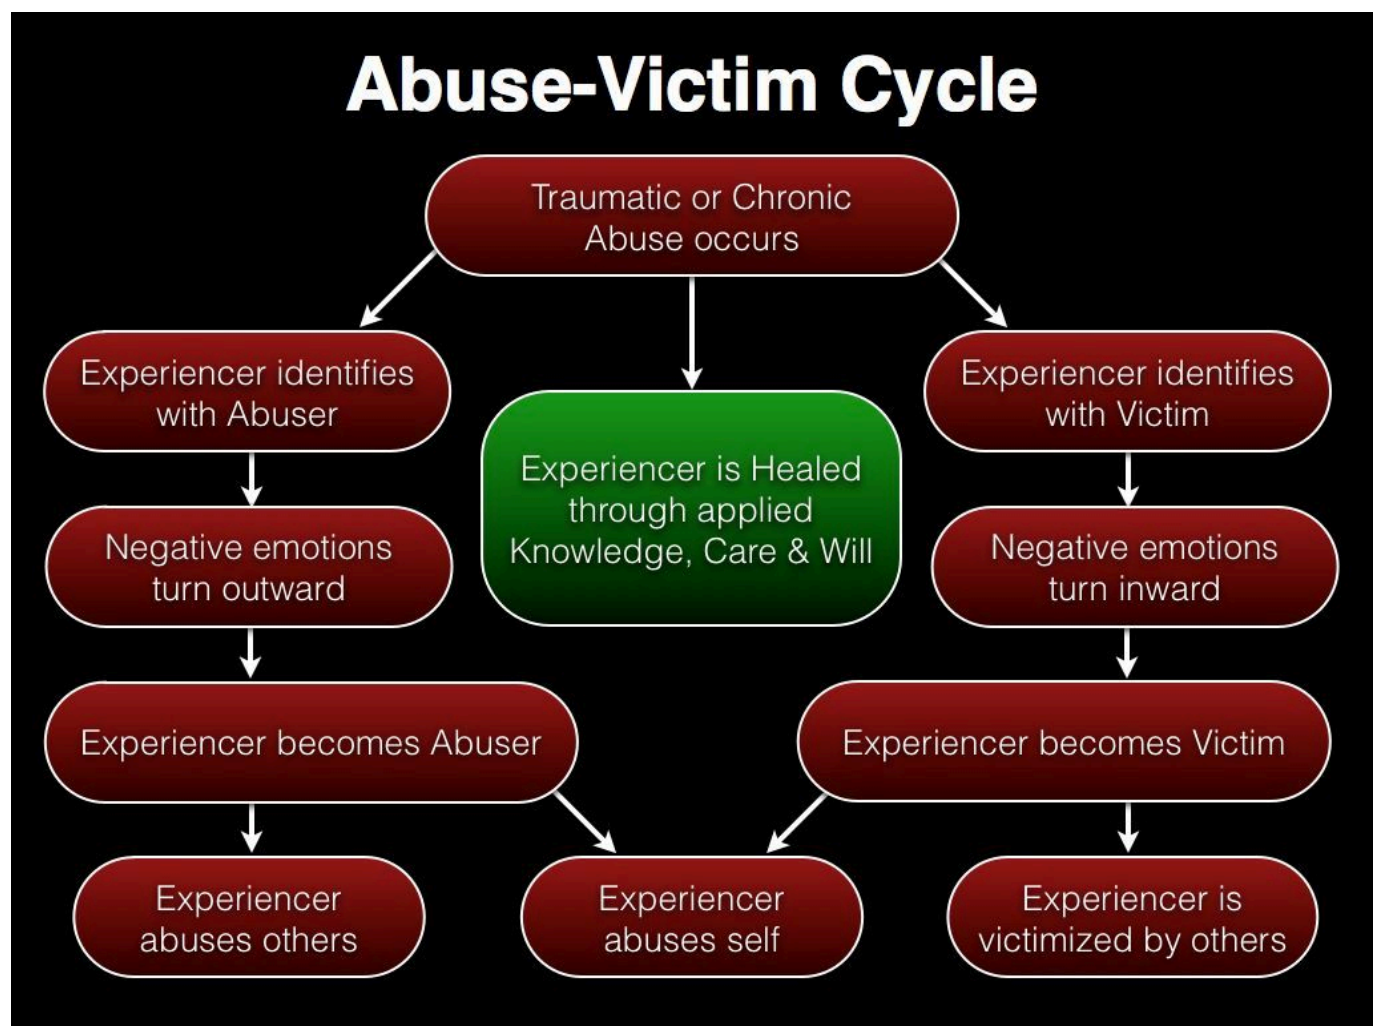 Abuse-Victim Cycle
Traumatic or Chronic
Abuse occurs
Experiencer identifies
with Abuser
Experiencer identifies
with Victim
Experiencer is Healed
through applied
Knowledge, Care & Will
Negative emotions
turn outward
Negative emotions
turn inward
Experiencer becomes Abuser
Experiencer becomes Victim
Experiencer
abuses others
Experiencer
abuses self
Experiencer is
victimized by others